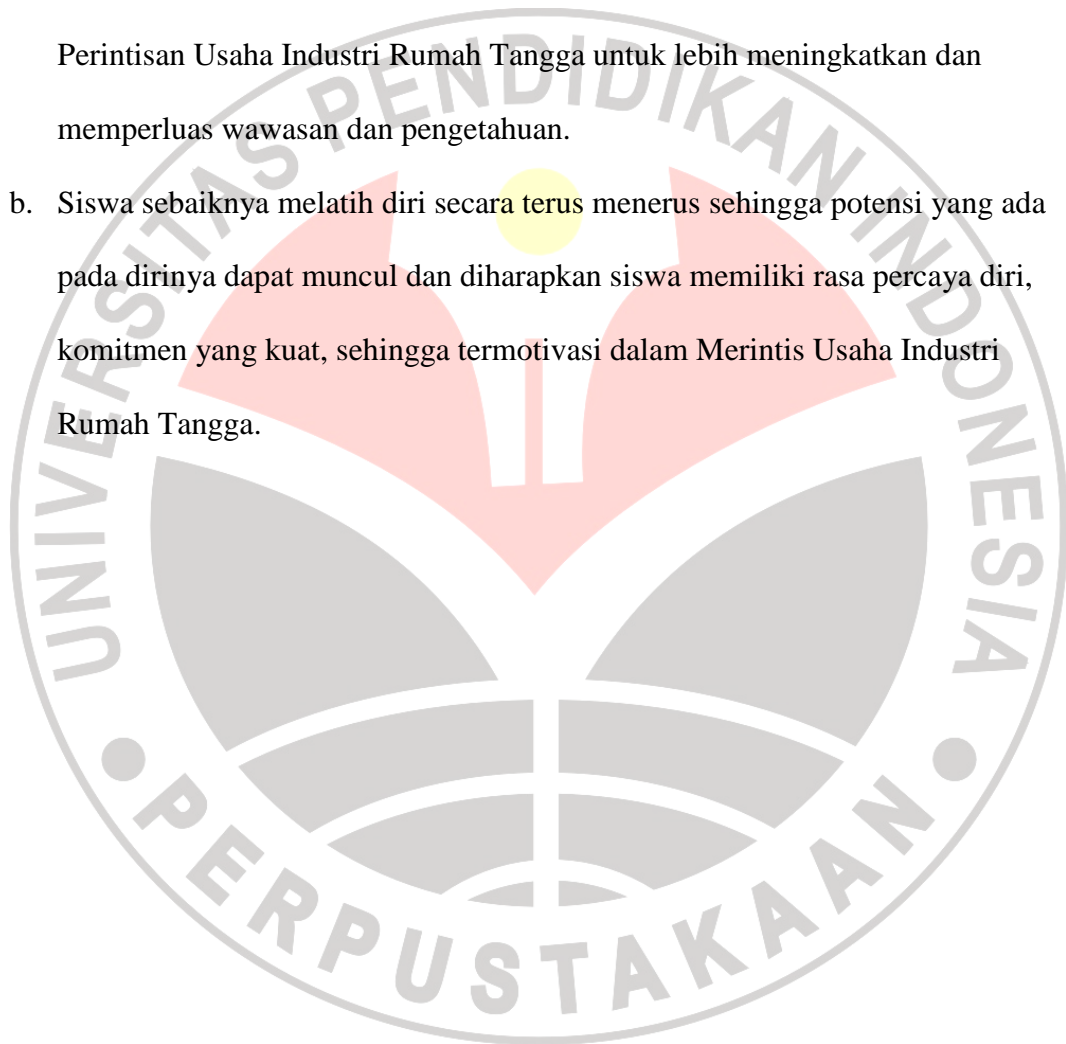 Perintisan Usaha Industri Rumah Tangga untuk lebih meningkatkan dan
memperluas wawasan dan pengetahuan.
b. Siswa sebaiknya melatih diri secara terus menerus sehingga potensi yang ada
pada dirinya dapat muncul dan diharapkan siswa memiliki rasa percaya diri,
komitmen yang kuat, sehingga termotivasi dalam Merintis Usaha Industri
Rumah Tangga.
UNIVERSITAS PENDIDIKAN INDONESIA
PERPUSTAKAAN